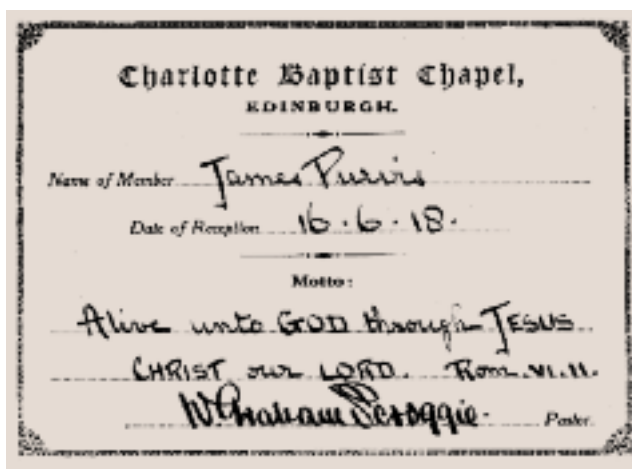 Charlotte Baptist Chapel,
EDINBURGH.
Name of Member James Purvis
Date of Reception 16.6.18.
Motto:
Alive unto GOD through JESUS
CHRIST our LORD. Rom. VI. 11.
W. Graham Scroggie. Pastor.